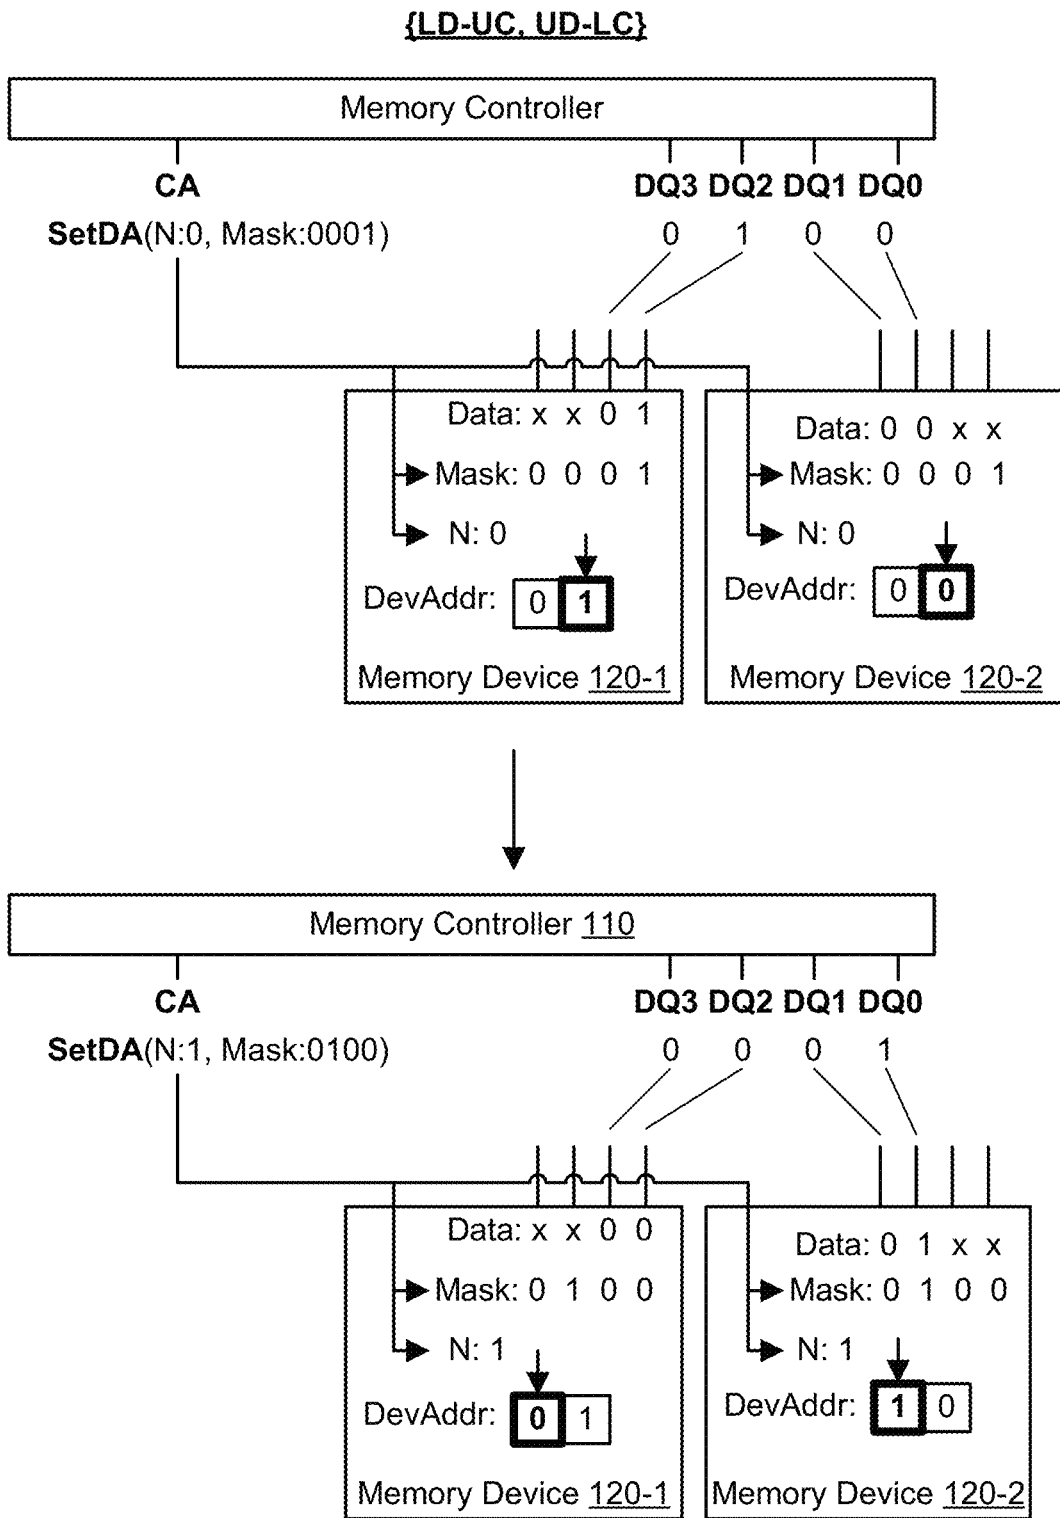 {LD-UC, UD-LC}
Memory Controller
CA DQ3 DQ2 DQ1 DQ0
SetDA(N:0, Mask:0001) 0 1 0 0
Data: x x 0 1 Data: 0 0 x x
Mask: 0 0 0 1 Mask: 0 0 0 1
N: 0 N: 0
DevAddr: 0 1 DevAddr: 0 0
Memory Device 120-1 Memory Device 120-2
Memory Controller 110
CA DQ3 DQ2 DQ1 DQ0
SetDA(N:1, Mask:0100) 0 0 0 1
Data: x x 0 0 Data: 0 1 x x
Mask: 0 1 0 0 Mask: 0 1 0 0
N: 1 N: 1
DevAddr: 0 1 DevAddr: 1 0
Memory Device 120-1 Memory Device 120-2